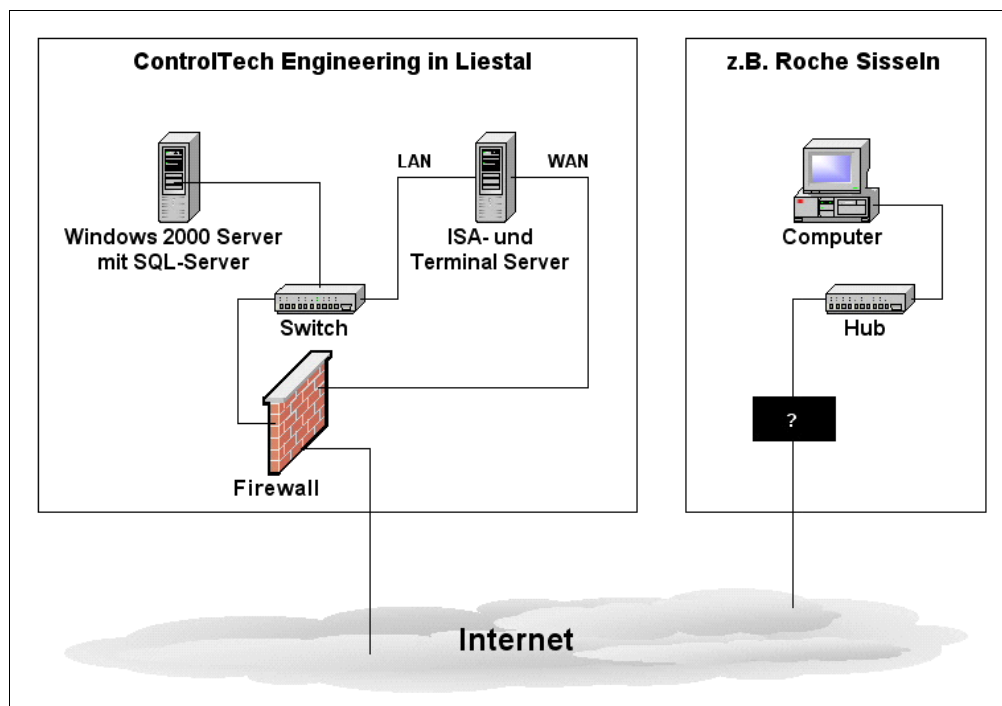 ControlTech Engineering in Liestal
z.B. Roche Sisseln
LAN
WAN
Windows 2000 Server
mit SQL-Server
ISA- und
Terminal Server
Computer
Switch
Hub
?
Firewall
Internet